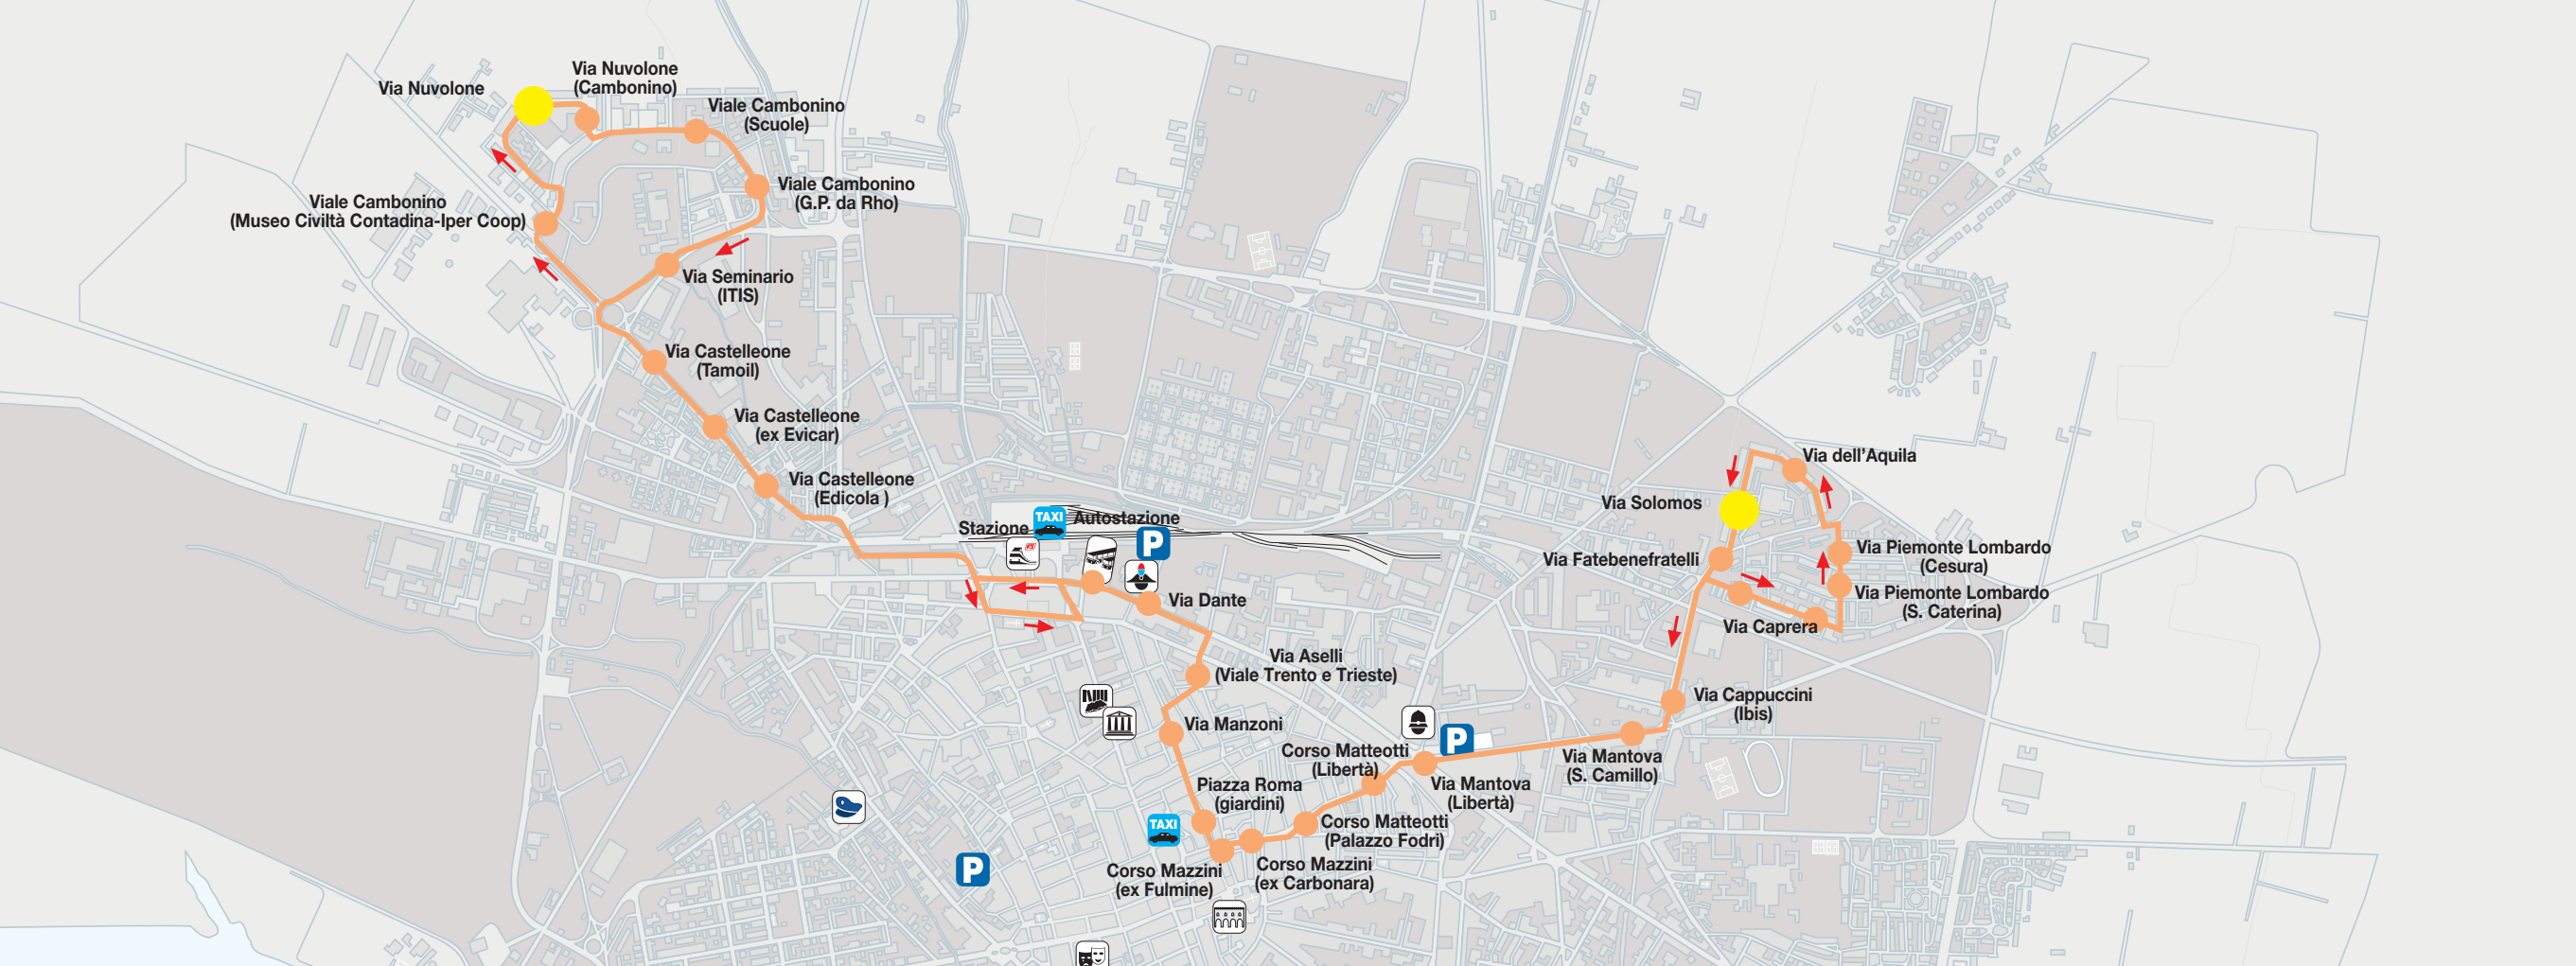 Via Nuvolone
Via Nuvolone
(Cambonino)
Viale Cambonino
(Scuole)
Viale Cambonino
(G.P. da Rho)
Viale Cambonino
(Museo Civiltà Contadina-Iper Coop)
Via Seminario
(ITIS)
Via Castelleone
(Tamoil)
Via Castelleone
(ex Evicar)
Via Castelleone
(Edicola )
Stazione
TAXI
Autostazione
P
Via Dante
Via Aselli
(Viale Trento e Trieste)
Via Manzoni
Piazza Roma
(giardini)
TAXI
P
Corso Mazzini
(ex Fulmine)
Corso Mazzini
(ex Carbonara)
Corso Matteotti
(Palazzo Fodri)
Corso Matteotti
(Libertà)
P
Via Mantova
(Libertà)
Via Mantova
(S. Camillo)
Via Cappuccini
(Ibis)
Via Fatebenefratelli
Via Solomos
Via dell'Aquila
Via Piemonte Lombardo
(Cesura)
Via Piemonte Lombardo
(S. Caterina)
Via Caprera